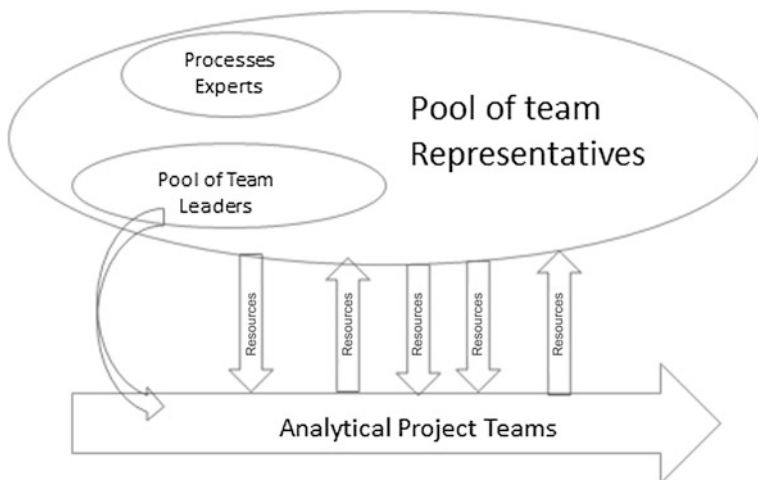 Processes
Experts
Pool of team
Representatives
Pool of Team
Leaders
Resources
Resources
Resources
Resources
Resources
Analytical Project Teams